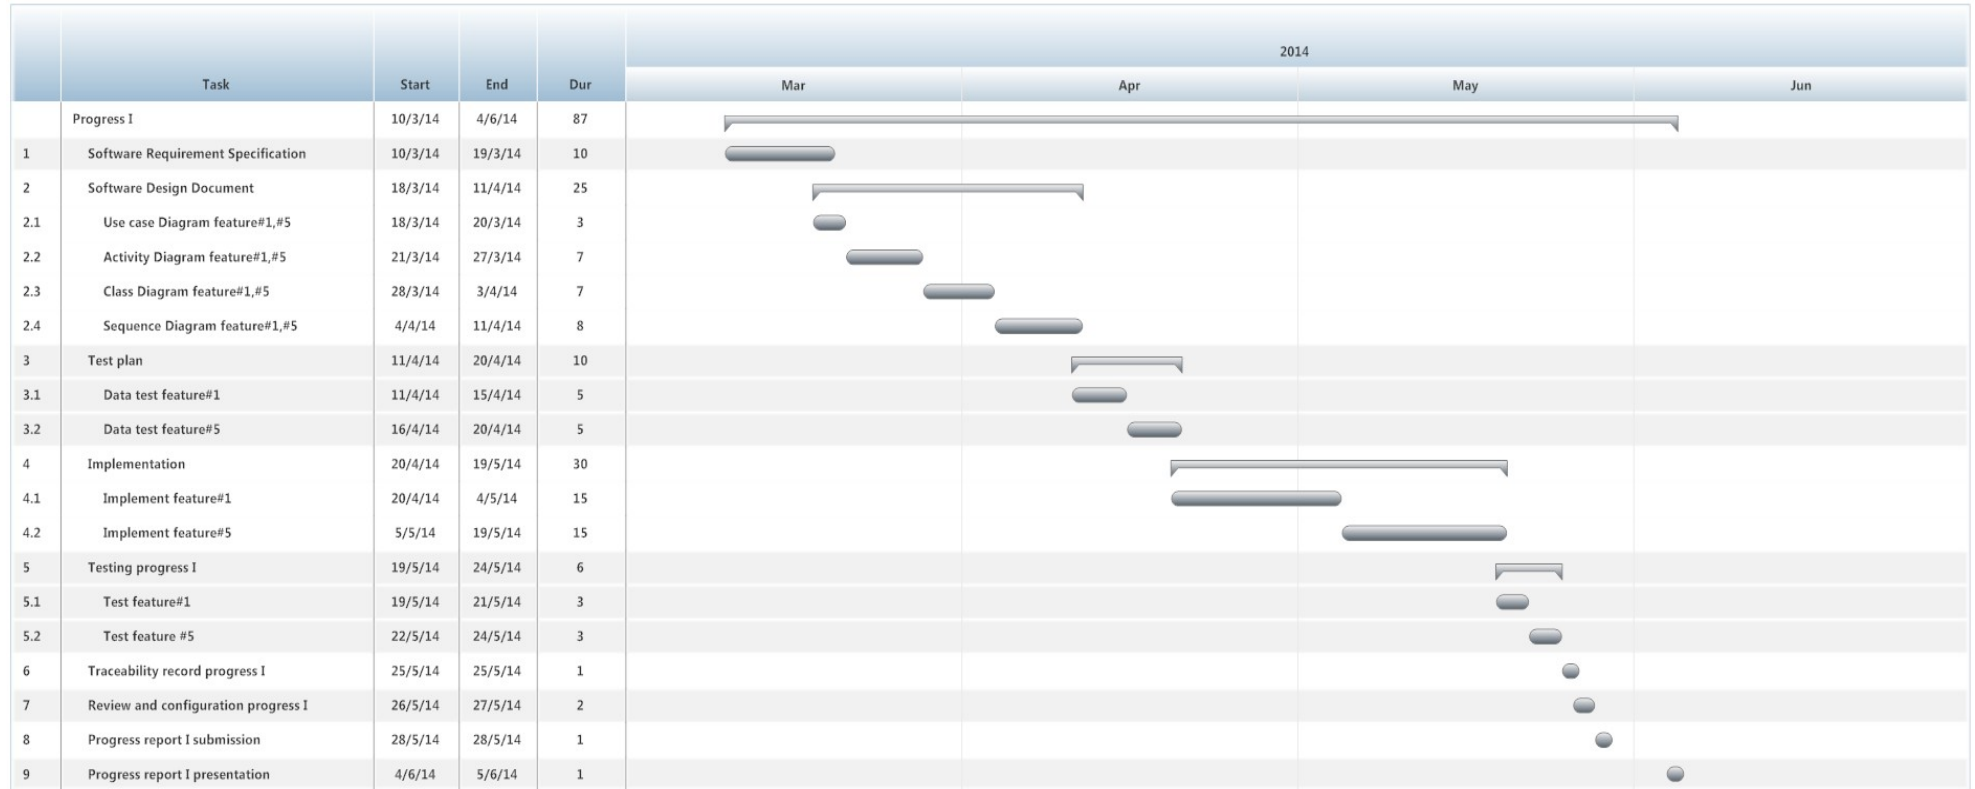 2014
Task Start End Dur Mar Apr May Jun
Progress I 10/3/14 4/6/14 87
1 Software Requirement Specification 10/3/14 19/3/14 10
2 Software Design Document 18/3/14 11/4/14 25
2.1 Use case Diagram feature#1,#5 18/3/14 20/3/14 3
2.2 Activity Diagram feature#1,#5 21/3/14 27/3/14 7
2.3 Class Diagram feature#1,#5 28/3/14 3/4/14 7
2.4 Sequence Diagram feature#1,#5 4/4/14 11/4/14 8
3 Test plan 11/4/14 20/4/14 10
3.1 Data test feature#1 11/4/14 15/4/14 5
3.2 Data test feature#5 16/4/14 20/4/14 5
4 Implementation 20/4/14 19/5/14 30
4.1 Implement feature#1 20/4/14 4/5/14 15
4.2 Implement feature#5 5/5/14 19/5/14 15
5 Testing progress I 19/5/14 24/5/14 6
5.1 Test feature#1 19/5/14 21/5/14 3
5.2 Test feature #5 22/5/14 24/5/14 3
6 Traceability record progress I 25/5/14 25/5/14 1
7 Review and configuration progress I 26/5/14 27/5/14 2
8 Progress report I submission 28/5/14 28/5/14 1
9 Progress report I presentation 4/6/14 5/6/14 1